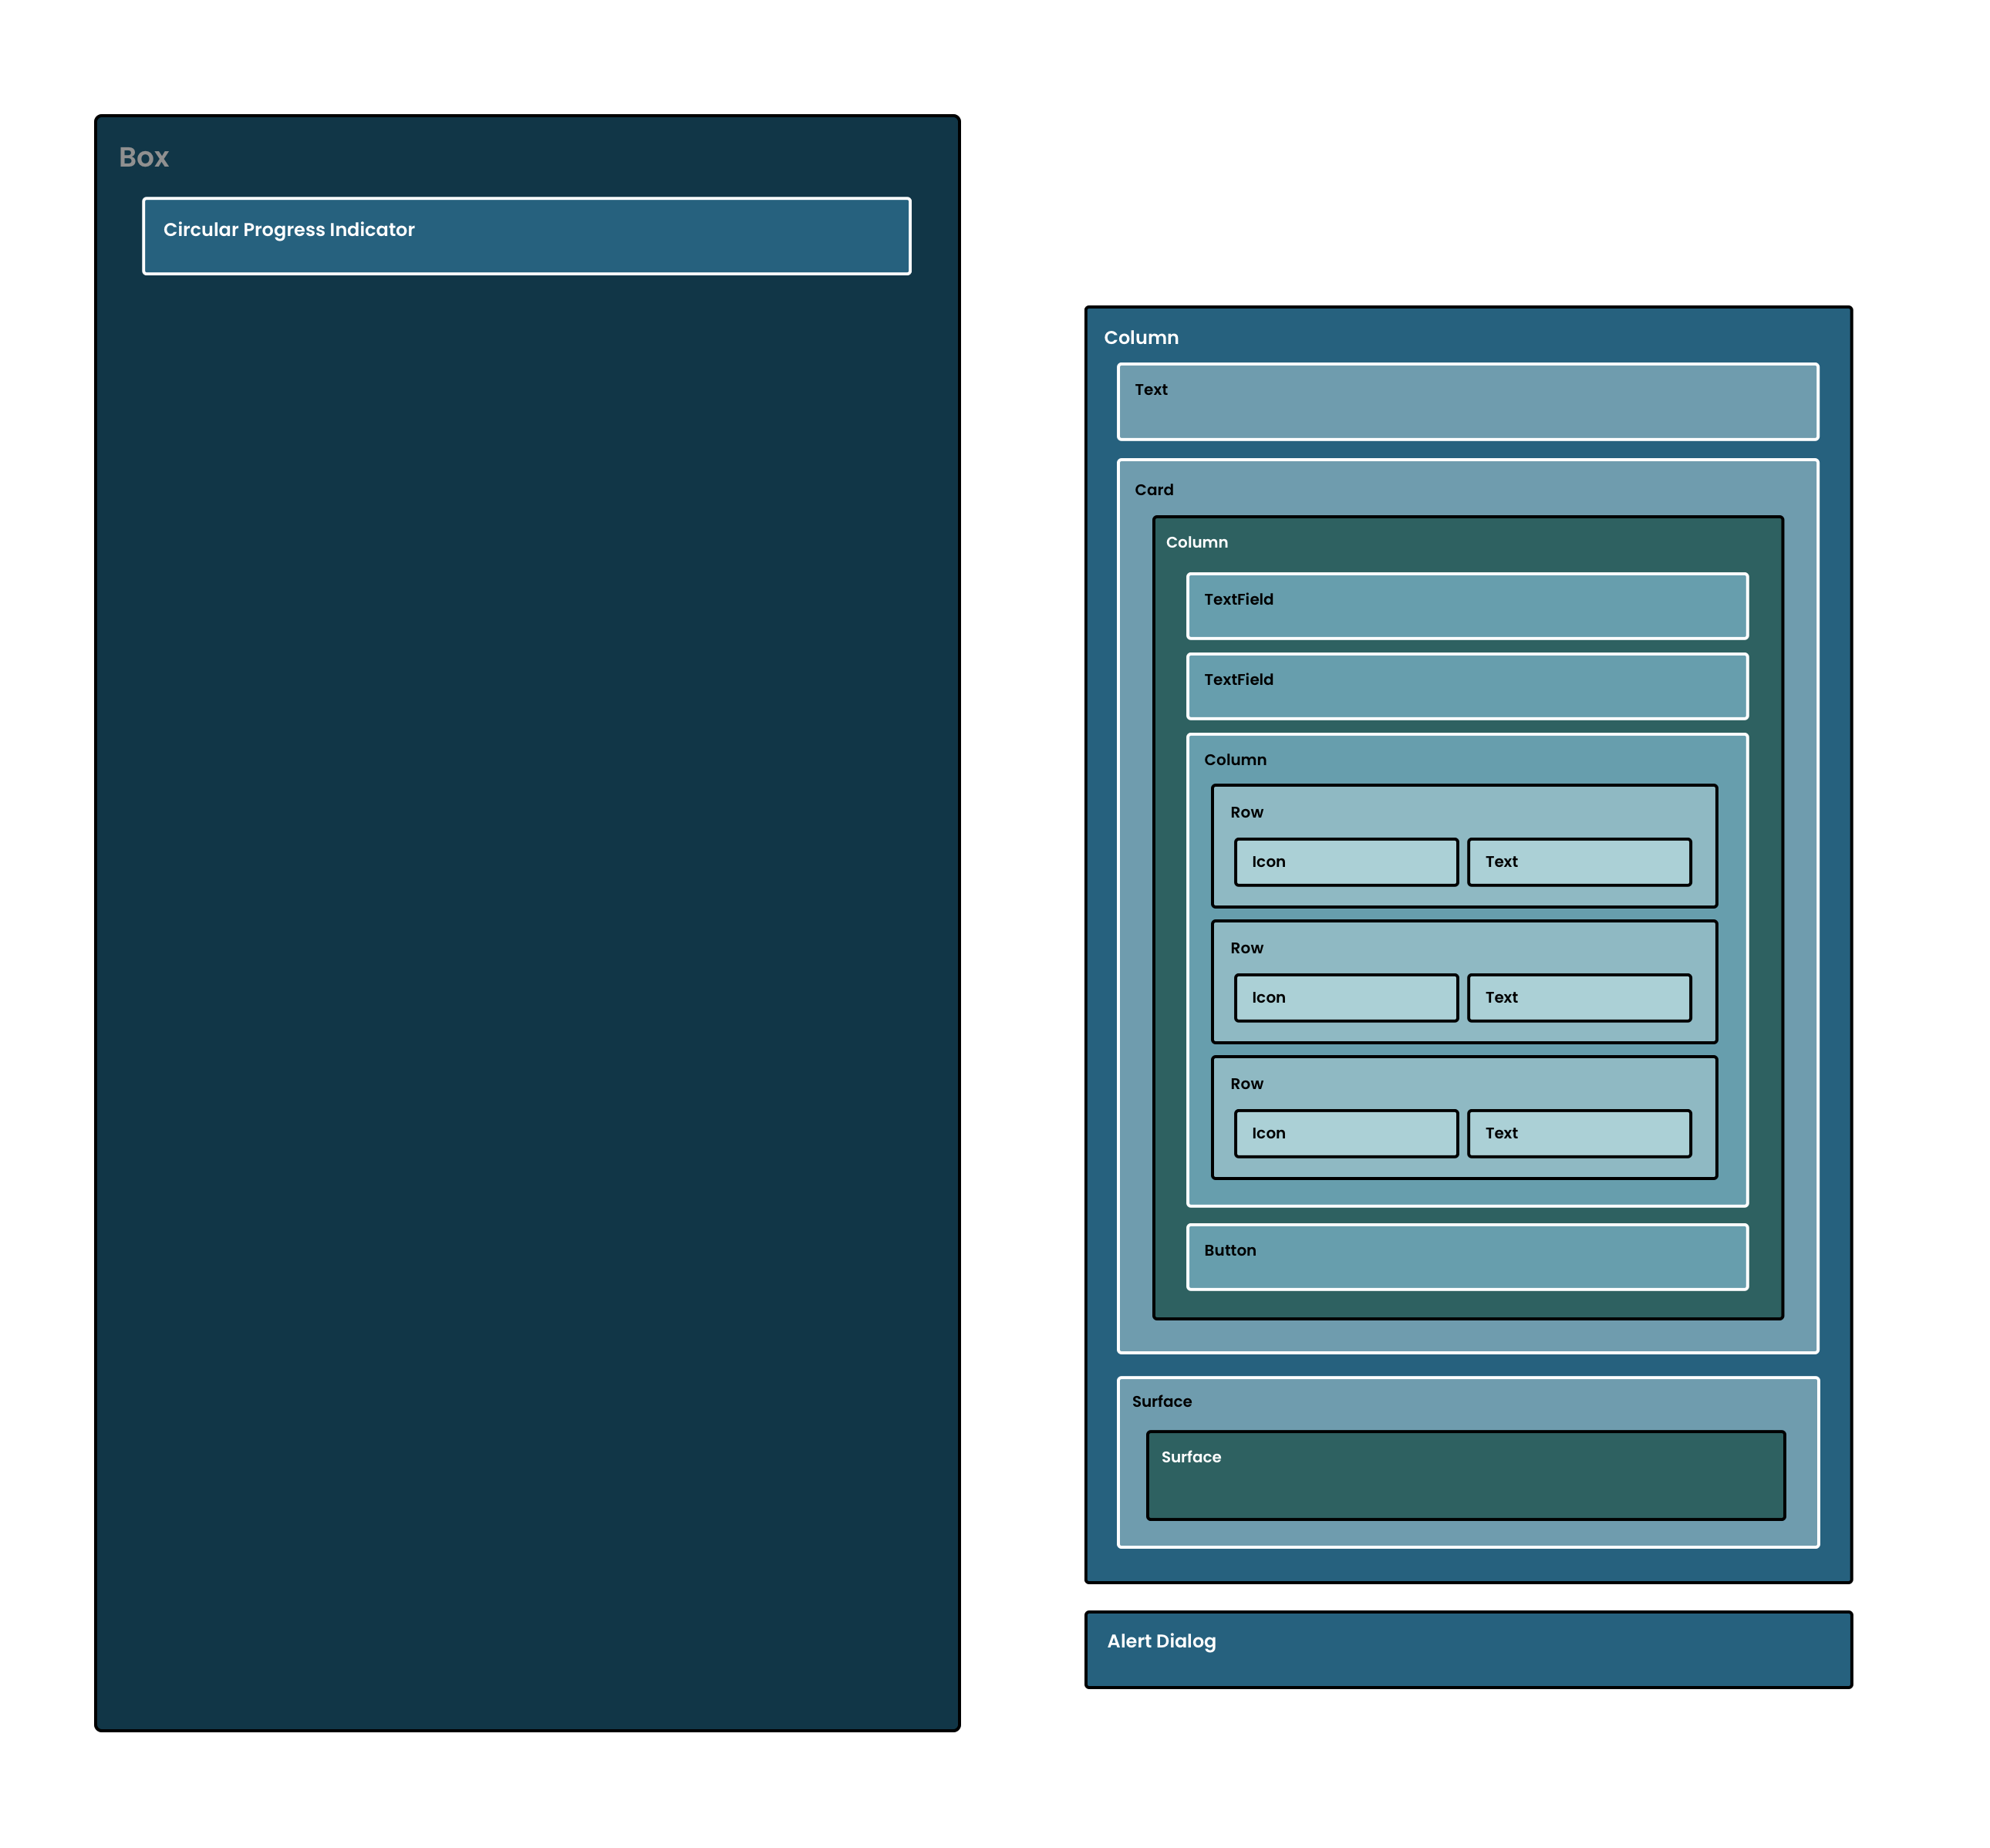 Box
Circular Progress Indicator
Column
Text
Card
Column
TextField
TextField
Column
Row
Icon
Text
Row
Icon
Text
Row
Icon
Text
Button
Surface
Surface
Alert Dialog